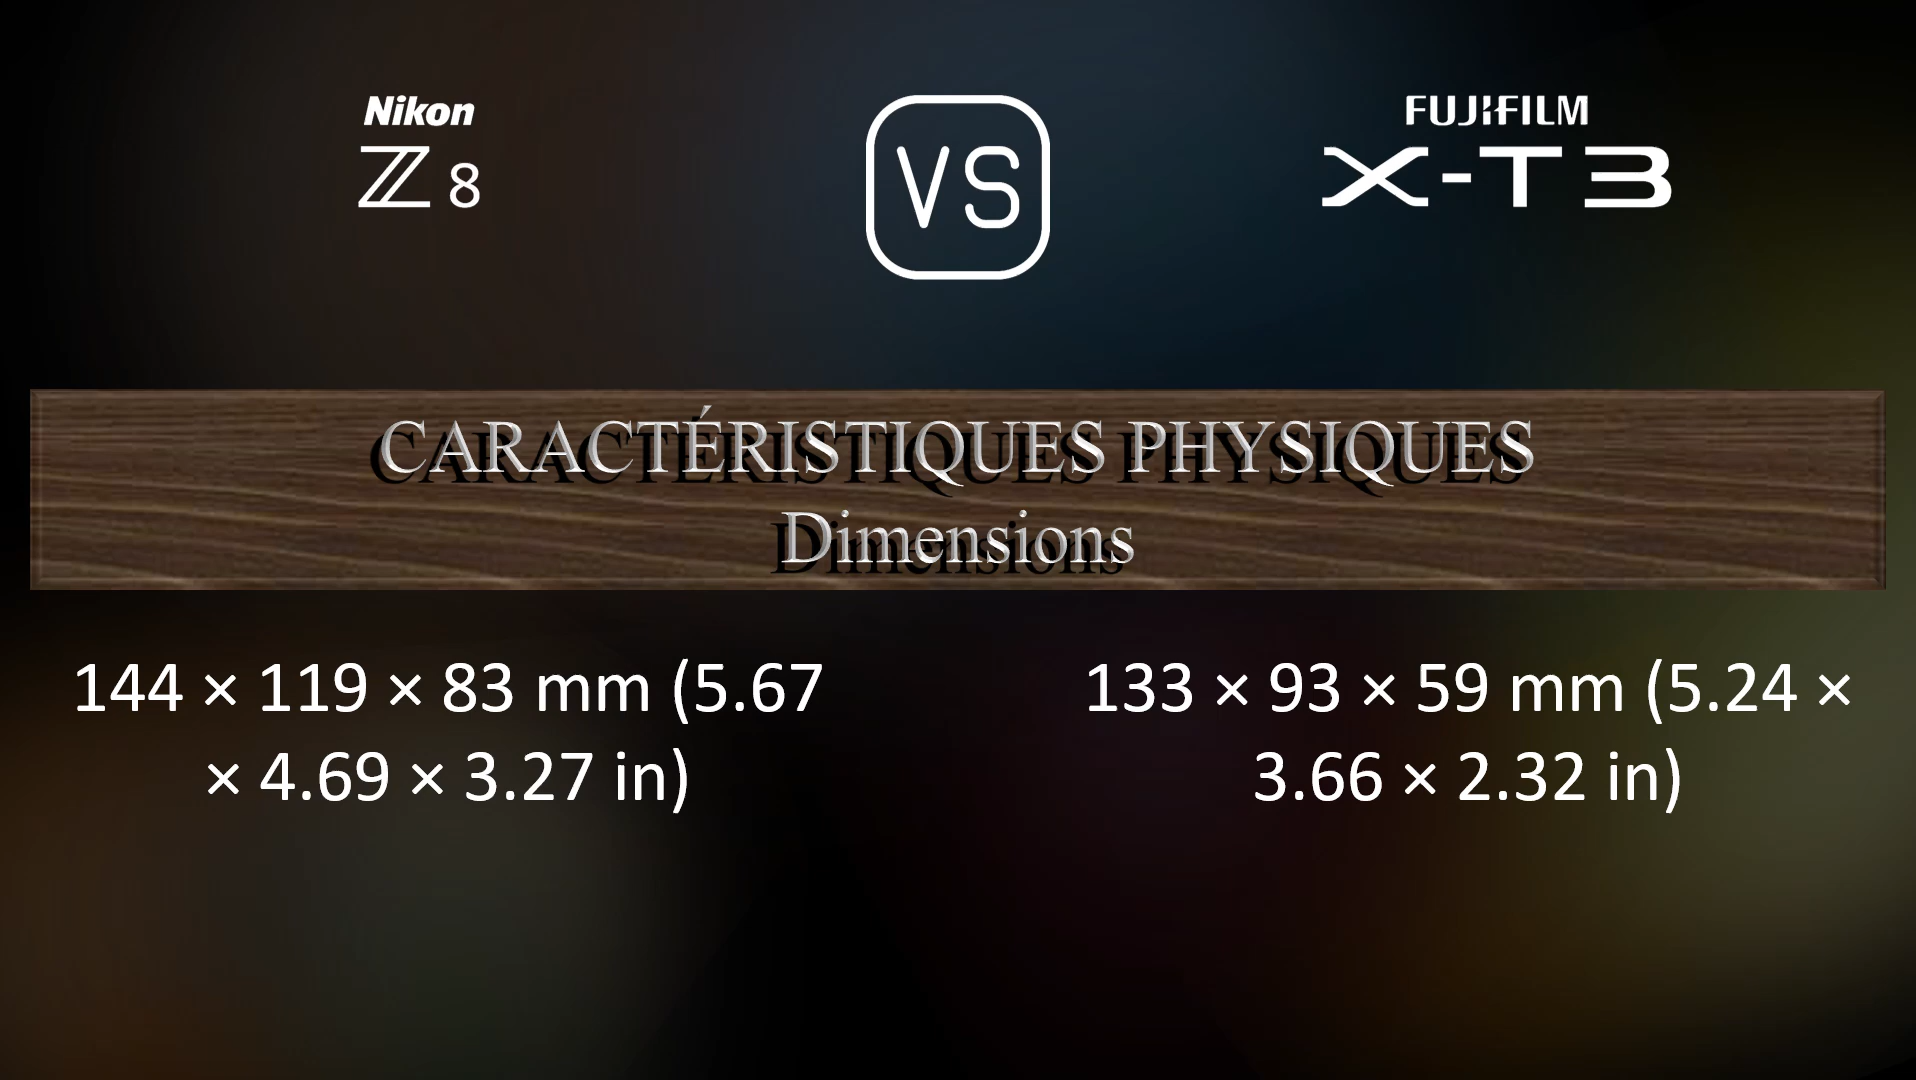 Nikon
Z 8
VS
FUJIFILM
X-T3
CARACTÉRISTIQUES PHYSIQUES
Dimensions
144 × 119 × 83 mm (5.67
× 4.69 × 3.27 in)
133 × 93 × 59 mm (5.24 ×
3.66 × 2.32 in)